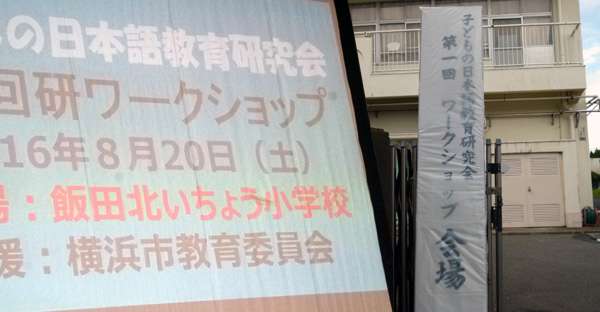 の日本語教育研究会
回研ワークショップ
16年8月20日（土）
：飯田北いちょう小学校
：横浜市教育委員会
子どもの日本語教育研究会
第一回 ワークショップ 会場